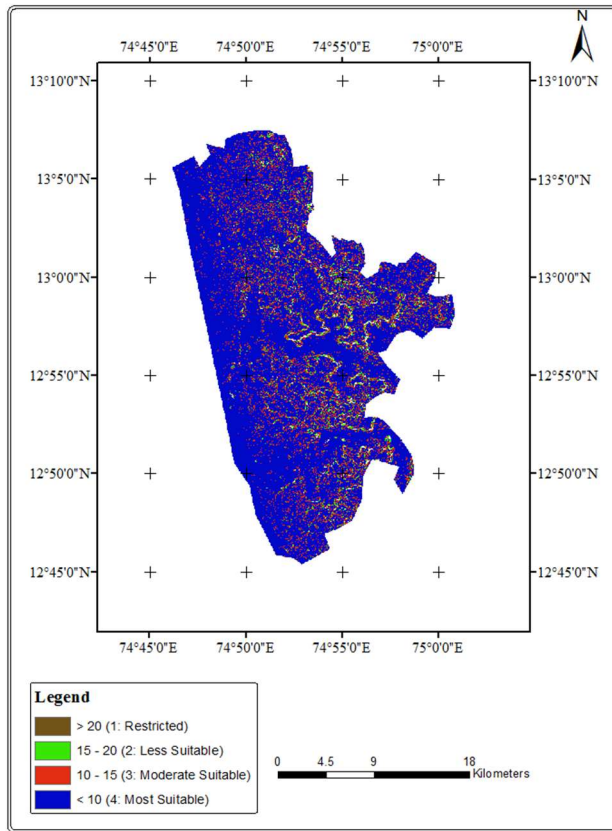 N
74°45'0"E 74°50'0"E 74°55'0"E 75°0'0"E
13°10'0"N 13°10'0"N
13°5'0"N 13°5'0"N
13°0'0"N 13°0'0"N
12°55'0"N 12°55'0"N
12°50'0"N 12°50'0"N
12°45'0"N 12°45'0"N
74°45'0"E 74°50'0"E 74°55'0"E 75°0'0"E
Legend
> 20 (1: Restricted)
15 - 20 (2: Less Suitable)
10 - 15 (3: Moderate Suitable)
< 10 (4: Most Suitable)
0 4.5 9 18
Kilometers